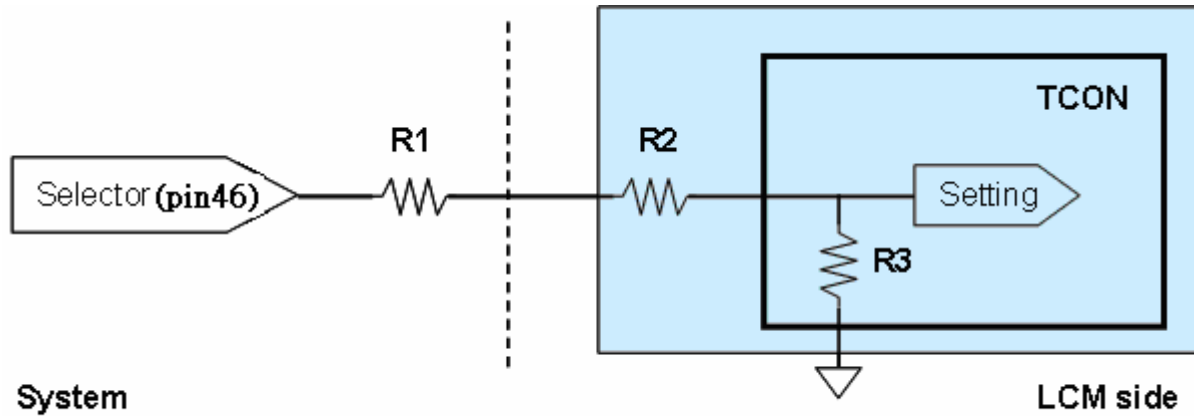 TCON
R1
R2
Selector (pin46)
Setting
R3
System
LCM side